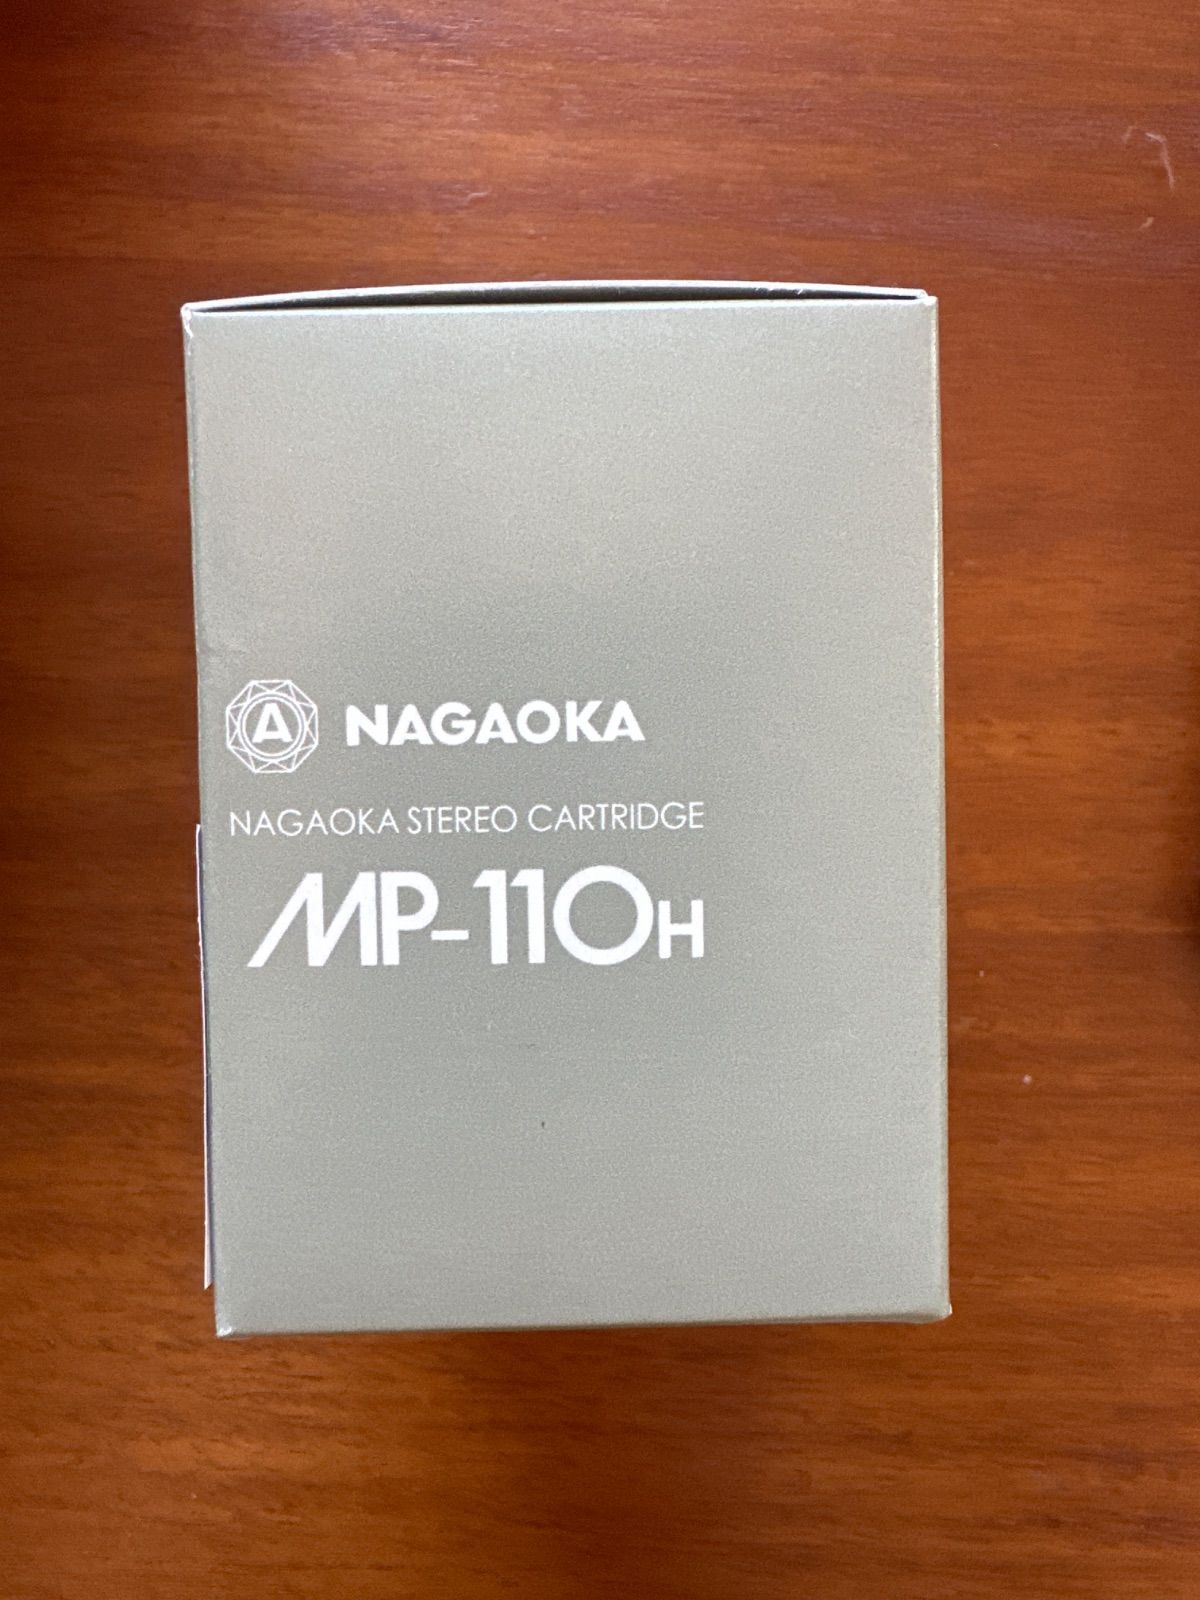 A NAGAOKA
NAGAOKA STEREO CARTRIDGE
MP-110H